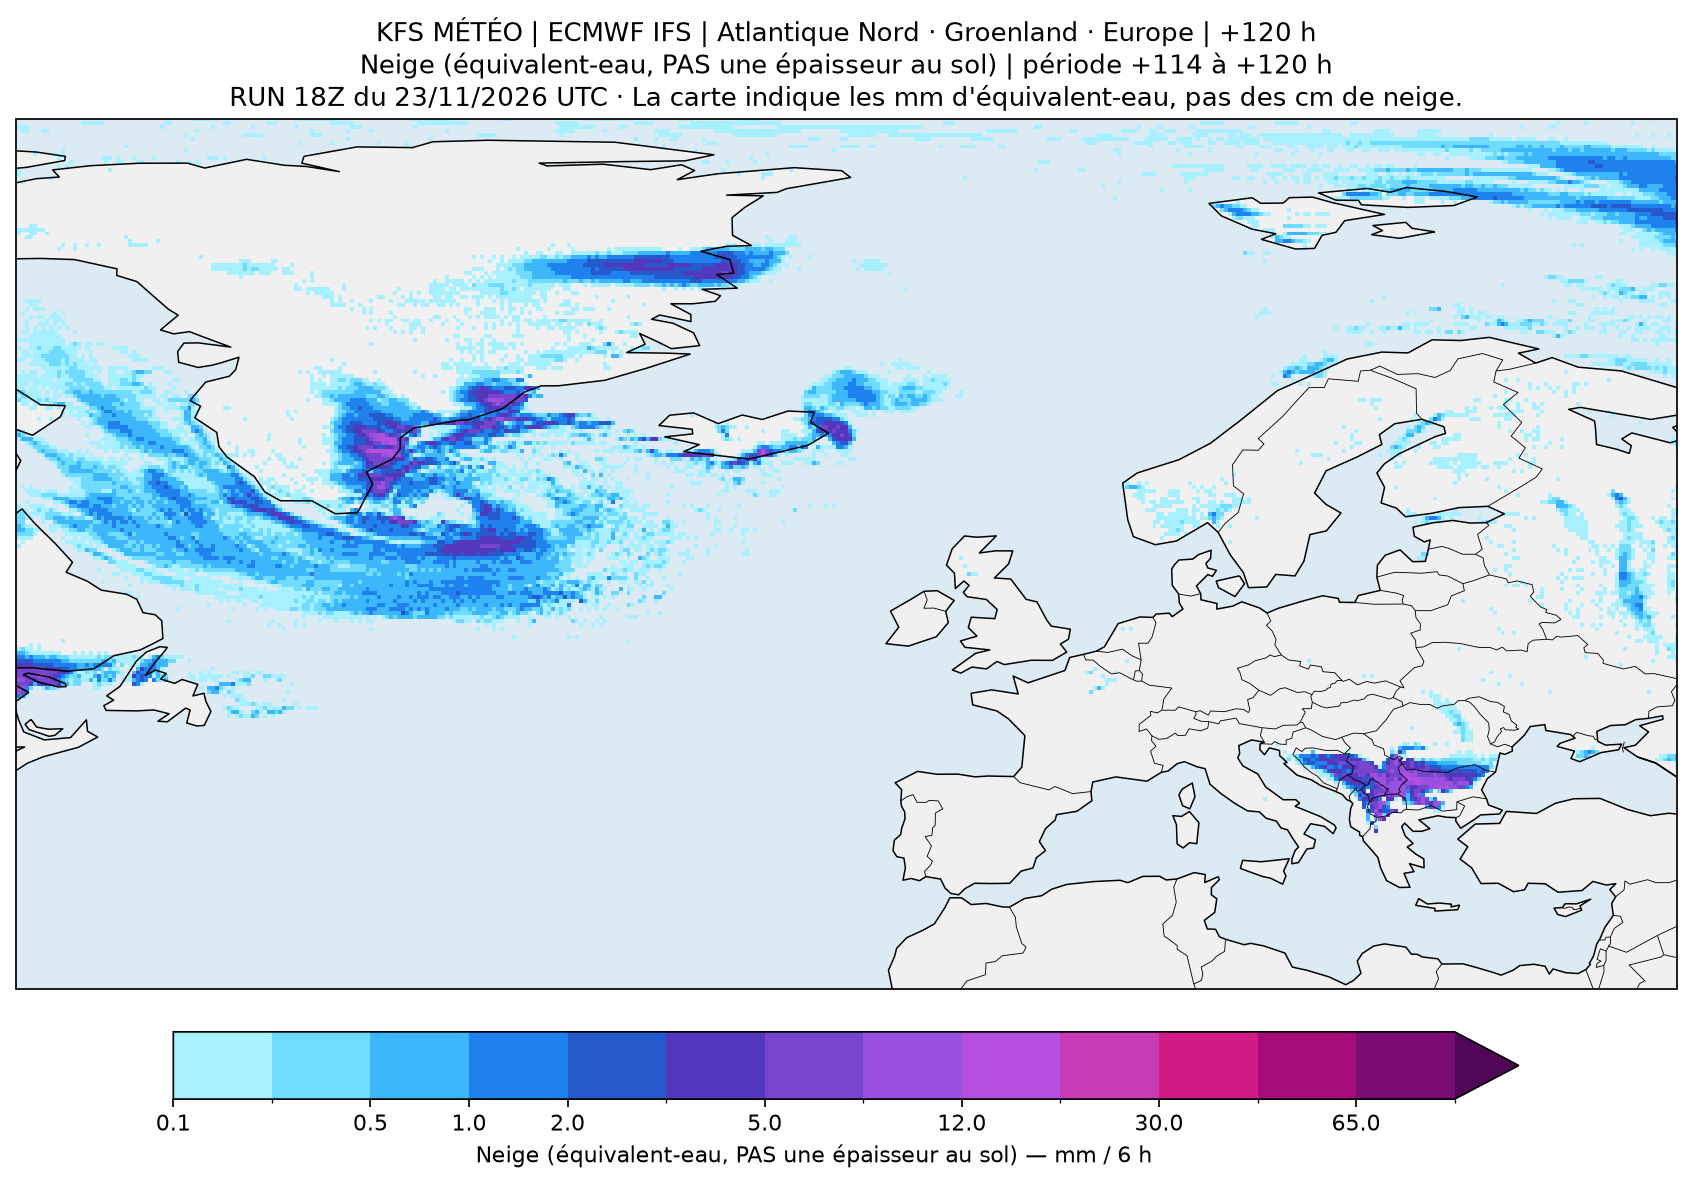 KFS MÉTÉO | ECMWF IFS | Atlantique Nord · Groenland · Europe | +120 h
Neige (équivalent-eau, PAS une épaisseur au sol) | période +114 à +120 h
RUN 18Z du 23/11/2026 UTC · La carte indique les mm d'équivalent-eau, pas des cm de neige.
0.1 0.5 1.0 2.0 5.0 12.0 30.0 65.0
Neige (équivalent-eau, PAS une épaisseur au sol) — mm / 6 h